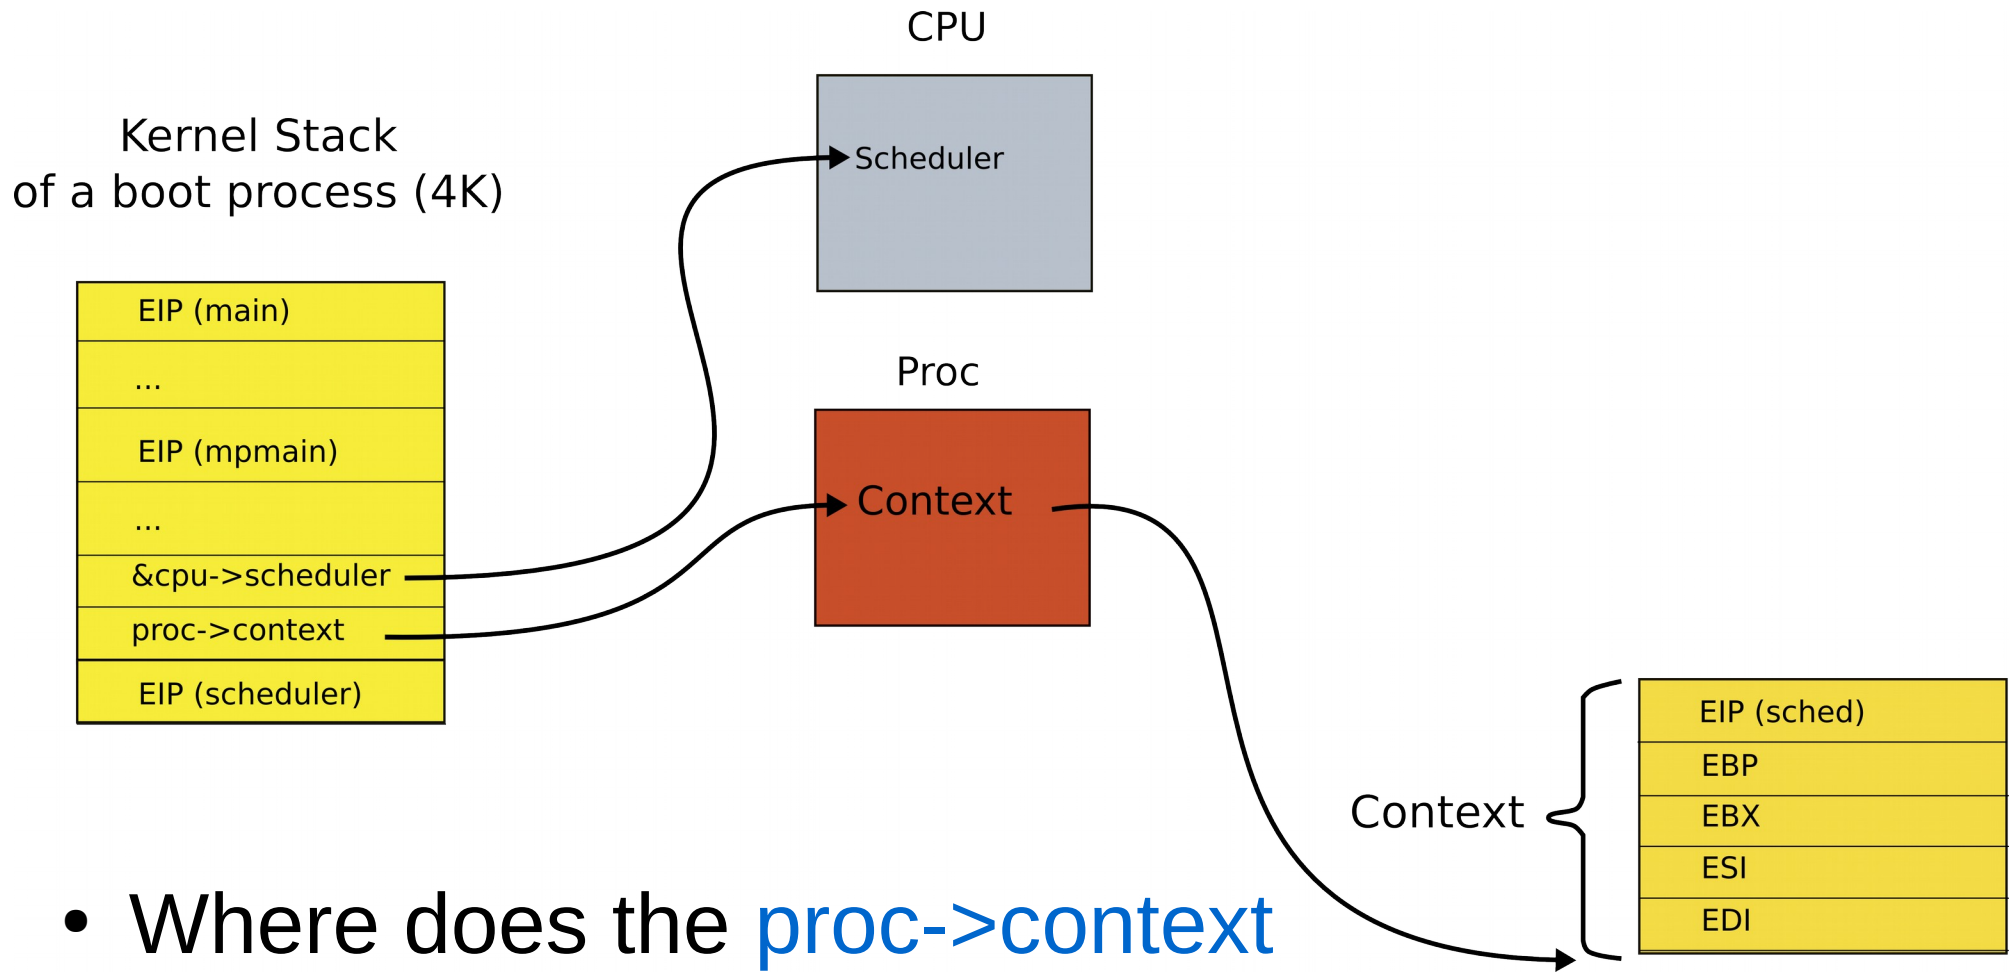 CPU
Kernel Stack
of a boot process (4K)
Scheduler
EIP (main)
...
EIP (mpmain)
...
&cpu->scheduler
proc->context
EIP (scheduler)
Proc
Context
Context
EIP (sched)
EBP
EBX
ESI
EDI
• Where does the proc->context